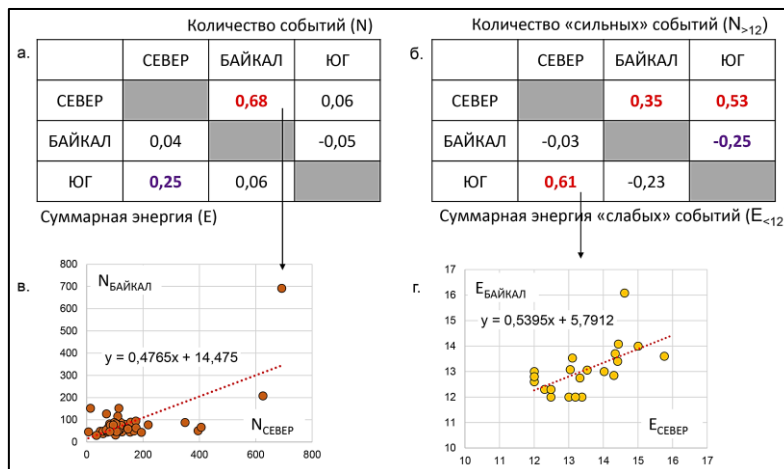 Количество событий (N)
а.
СЕВЕР БАЙКАЛ ЮГ
СЕВЕР 0,68 0,06
БАЙКАЛ 0,04 -0,05
ЮГ 0,25 0,06
Суммарная энергия (E)
Количество «сильных» событий (N>12)
б.
СЕВЕР БАЙКАЛ ЮГ
СЕВЕР 0,35 0,53
БАЙКАЛ -0,03 -0,25
ЮГ 0,61 -0,23
Суммарная энергия «слабых» событий (E<12
в.
800
700
600
500
400
300
200
100
0
NБАЙКАЛ
y = 0,4765x + 14,475
NСЕВЕР
0 200 400 600 800
г.
17
16
15
14
13
12
11
10
EБАЙКАЛ
y = 0,5395x + 5,7912
EСЕВЕР
10 11 12 13 14 15 16 17